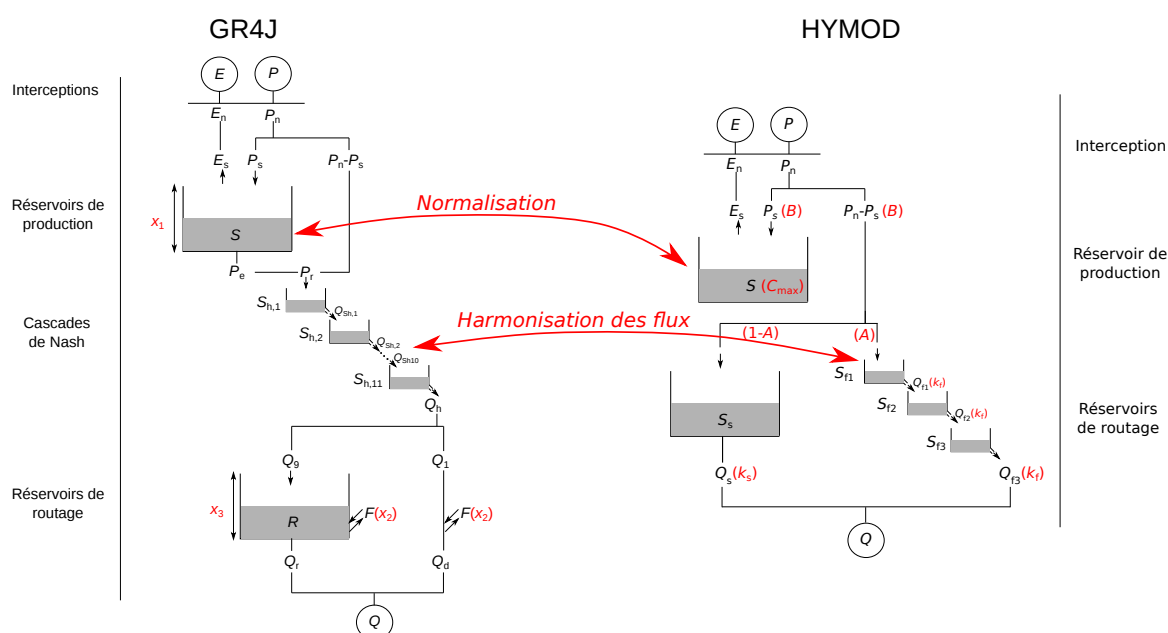 GR4J
HYMOD
Interceptions
E
P
En
Pn
Es
Ps
Pn-Ps
Réservoirs de
production
x1
S
Pe
Pr
Normalisation
Cascades
de Nash
Sh,1
QSh,1
Sh,2
QSh,2
QSh10
Sh,11
Qh
Harmonisation des flux
Q9
Q1
Réservoirs de
routage
x3
R
F(x2)
F(x2)
Qr
Qd
Q
E
P
Interception
En
Pn
Es
Ps (B)
Pn-Ps (B)
Réservoir de
production
S (Cmax)
(1-A)
(A)
Sf1
Qf1(kf)
Sf2
Qf2(kf)
Sf3
Ss
Réservoirs
de routage
Qs(ks)
Qf3(kf)
Q